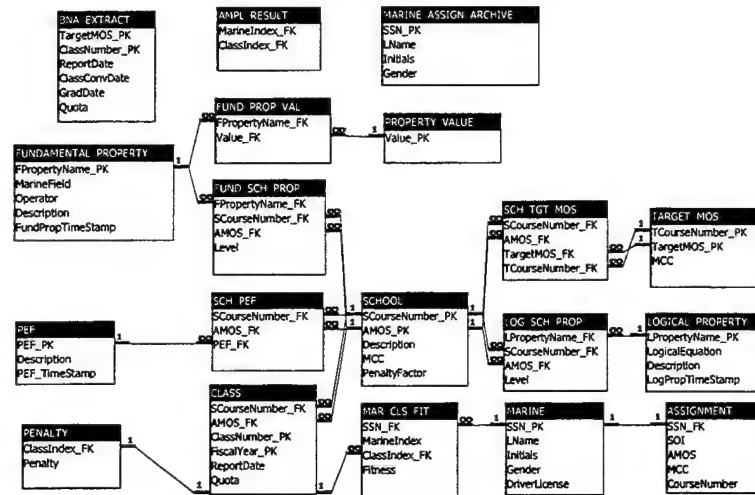 BNA EXTRACT
TargetMOS_PK
ClassNumber_PK
ReportDate
ClassConvDate
GradDate
Quota
AMPL RESULT
MarineIndex_FK
ClassIndex_FK
MARINE ASSIGN ARCHIVE
SSN_PK
LName
Initials
Gender
FUND PROP VAL
FPropertyName_FK
Value_FK
PROPERTY VALUE
Value_PK
FUNDAMENTAL PROPERTY
FPropertyName_PK
MarineField
Operator
Description
FundPropTimeStamp
FUND SCH PROP
FPropertyName_FK
SCourseNumber_FK
AMOS_FK
Level
SCH TGT MOS
SCourseNumber_FK
AMOS_FK
TargetMOS_FK
TCourseNumber_FK
TARGET MOS
TCourseNumber_PK
TargetMOS_PK
MCC
SCH PEF
SCourseNumber_FK
AMOS_FK
PEF_FK
SCHOOL
SCourseNumber_PK
AMOS_PK
Description
MCC
PenaltyFactor
LOG SCH PROP
LPropertyName_FK
SCourseNumber_FK
AMOS_FK
Level
LOGICAL PROPERTY
LPropertyName_PK
LogicalEquation
Description
LogPropTimeStamp
PEF
PEF_PK
Description
PEF_TimeStamp
CLASS
SCourseNumber_FK
AMOS_FK
ClassNumber_PK
FiscalYear_PK
ReportDate
Quota
PENALTY
ClassIndex_FK
Penalty
MAR CLS FIT
SSN_FK
MarineIndex
ClassIndex_FK
Fitness
MARINE
SSN_PK
LName
Initials
Gender
DriverLicense
ASSIGNMENT
SSN_FK
SOI
AMOS
MCC
CourseNumber